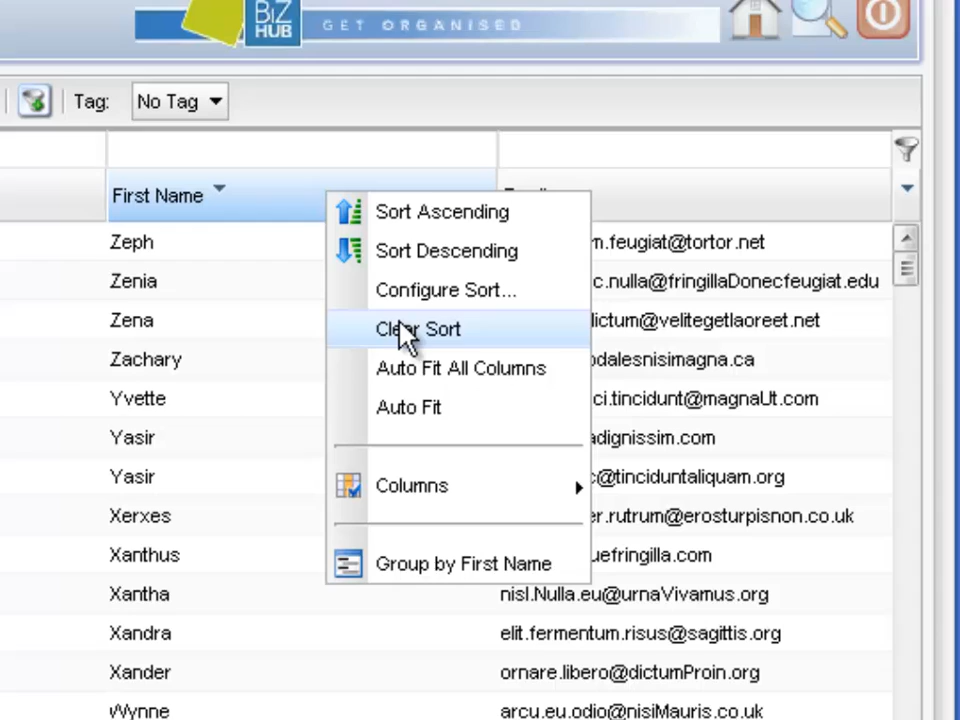 BiZ
HUB
GET ORGANISED
Tag: No Tag
First Name
Sort Ascending
Sort Descending
Configure Sort...
Clear Sort
Auto Fit All Columns
Auto Fit
Columns
Group by First Name
Zeph n.feugiat@tortor.net
Zenia c.nulla@fringillaDonecfeugiat.edu
Zena dictum@velitegetlaoreet.net
Zachary odalesnisimagna.ca
Yvette ci.tincidunt@magnaUt.com
Yasir adignissim.com
Yasir c@tinciduntaliquam.org
Xerxes er.rutrum@erosturpisnon.co.uk
Xanthus uefringilla.com
Xantha nisl.Nulla.eu@urnaVivamus.org
Xandra elit.fermentum.risus@sagittis.org
Xander ornare.libero@dictumProin.org
Wynne arcu.eu.odio@nisiMauris.co.uk